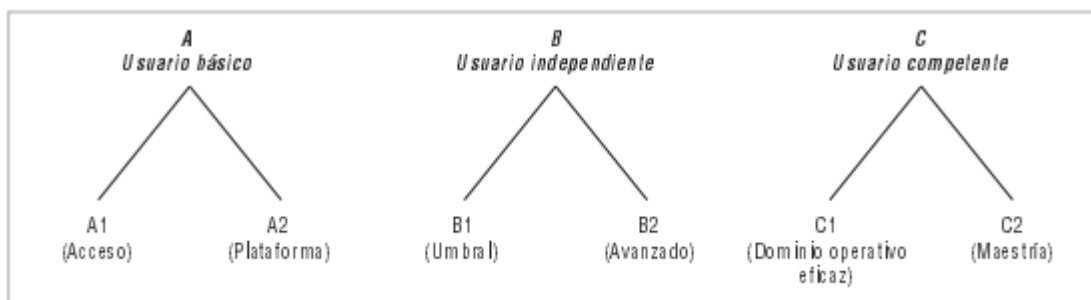 A
Usuario básico
B
Usuario independiente
C
Usuario competente
A1
(Acceso)
A2
(Plataforma)
B1
(Umbral)
B2
(Avanzado)
C1
(Dominio operativo
eficaz)
C2
(Maestría)